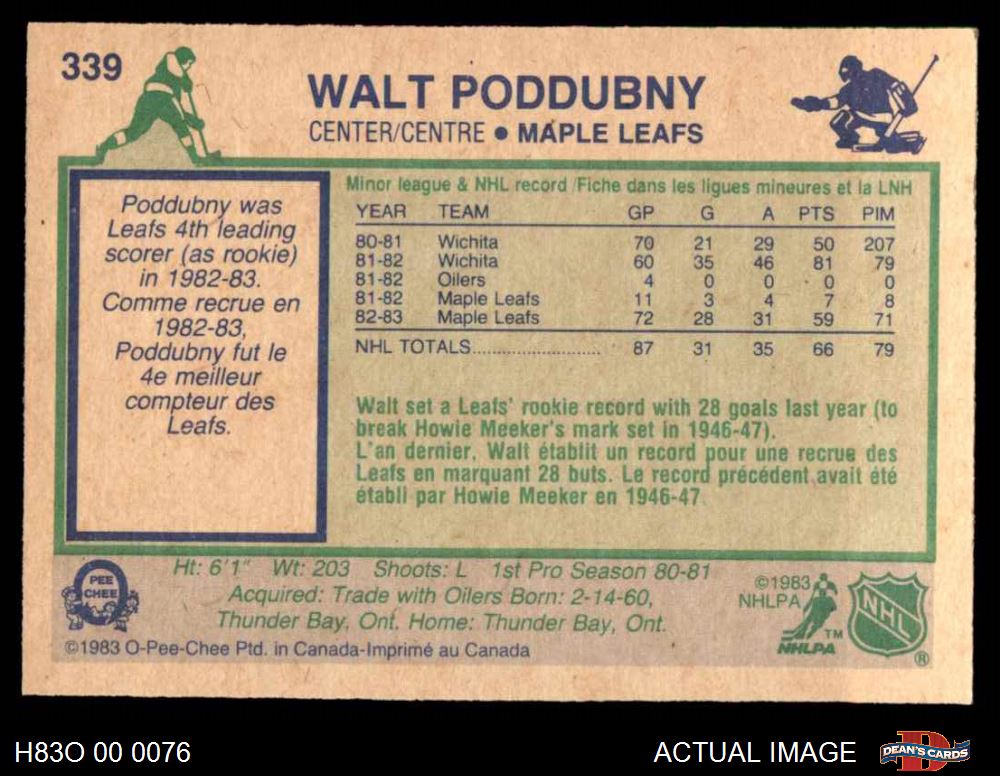 339
WALT PODDUBNY
CENTER/CENTRE • MAPLE LEAFS
Poddubny was
Leafs 4th leading
scorer (as rookie)
in 1982-83.
Comme recrue en
1982-83,
Poddubny fut le
4e meilleur
compteur des
Leafs.
Minor league & NHL record/Fiche dans les ligues mineures et la LNH
YEAR TEAM GP G A PTS PIM
80-81 Wichita 70 21 29 50 207
81-82 Wichita 60 35 46 81 79
81-82 Oilers 4 0 0 0 0
81-82 Maple Leafs 11 3 4 7 8
82-83 Maple Leafs 72 28 31 59 71
NHL TOTALS........................... 87 31 35 66 79
Walt set a Leafs' rookie record with 28 goals last year (to
break Howie Meeker's mark set in 1946-47).
L'an dernier, Walt établit un record pour une recrue des
Leafs en marquant 28 buts. Le record précédent avait été
établi par Howie Meeker en 1946-47.
Ht: 6'1" Wt: 203 Shoots: L 1st Pro Season 80-81
Acquired: Trade with Oilers Born: 2-14-60,
Thunder Bay, Ont. Home: Thunder Bay, Ont.
©1983 O-Pee-Chee Ptd. in Canada-Imprimé au Canada
O
PEE
CHEE
©1983
NHLPA
TM
NHLPA
NHL
®
H83O 00 0076
ACTUAL IMAGE
D
DEAN'S CARDS